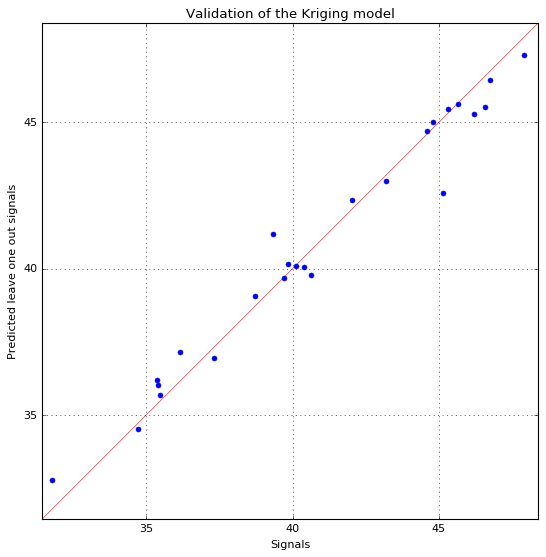 Validation of the Kriging model
45
40
35
Predicted leave one out signals
35
40
45
Signals